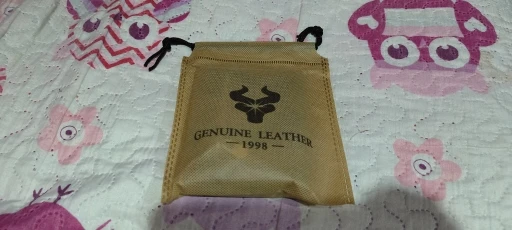 GENUINE LEATHER
— 1998 —